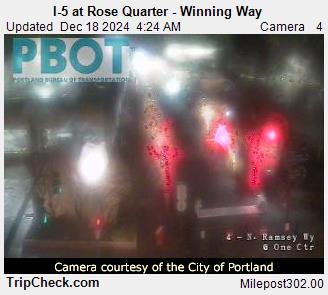 I-5 at Rose Quarter - Winning Way
Updated Dec 18 2024 4:24 AM Camera 4
PBOT
PORTLAND BUREAU OF TRANSPORTATION
4 - N. Ramsey Wy
@ One Ctr
Camera courtesy of the City of Portland
TripCheck.com Milepost302.00